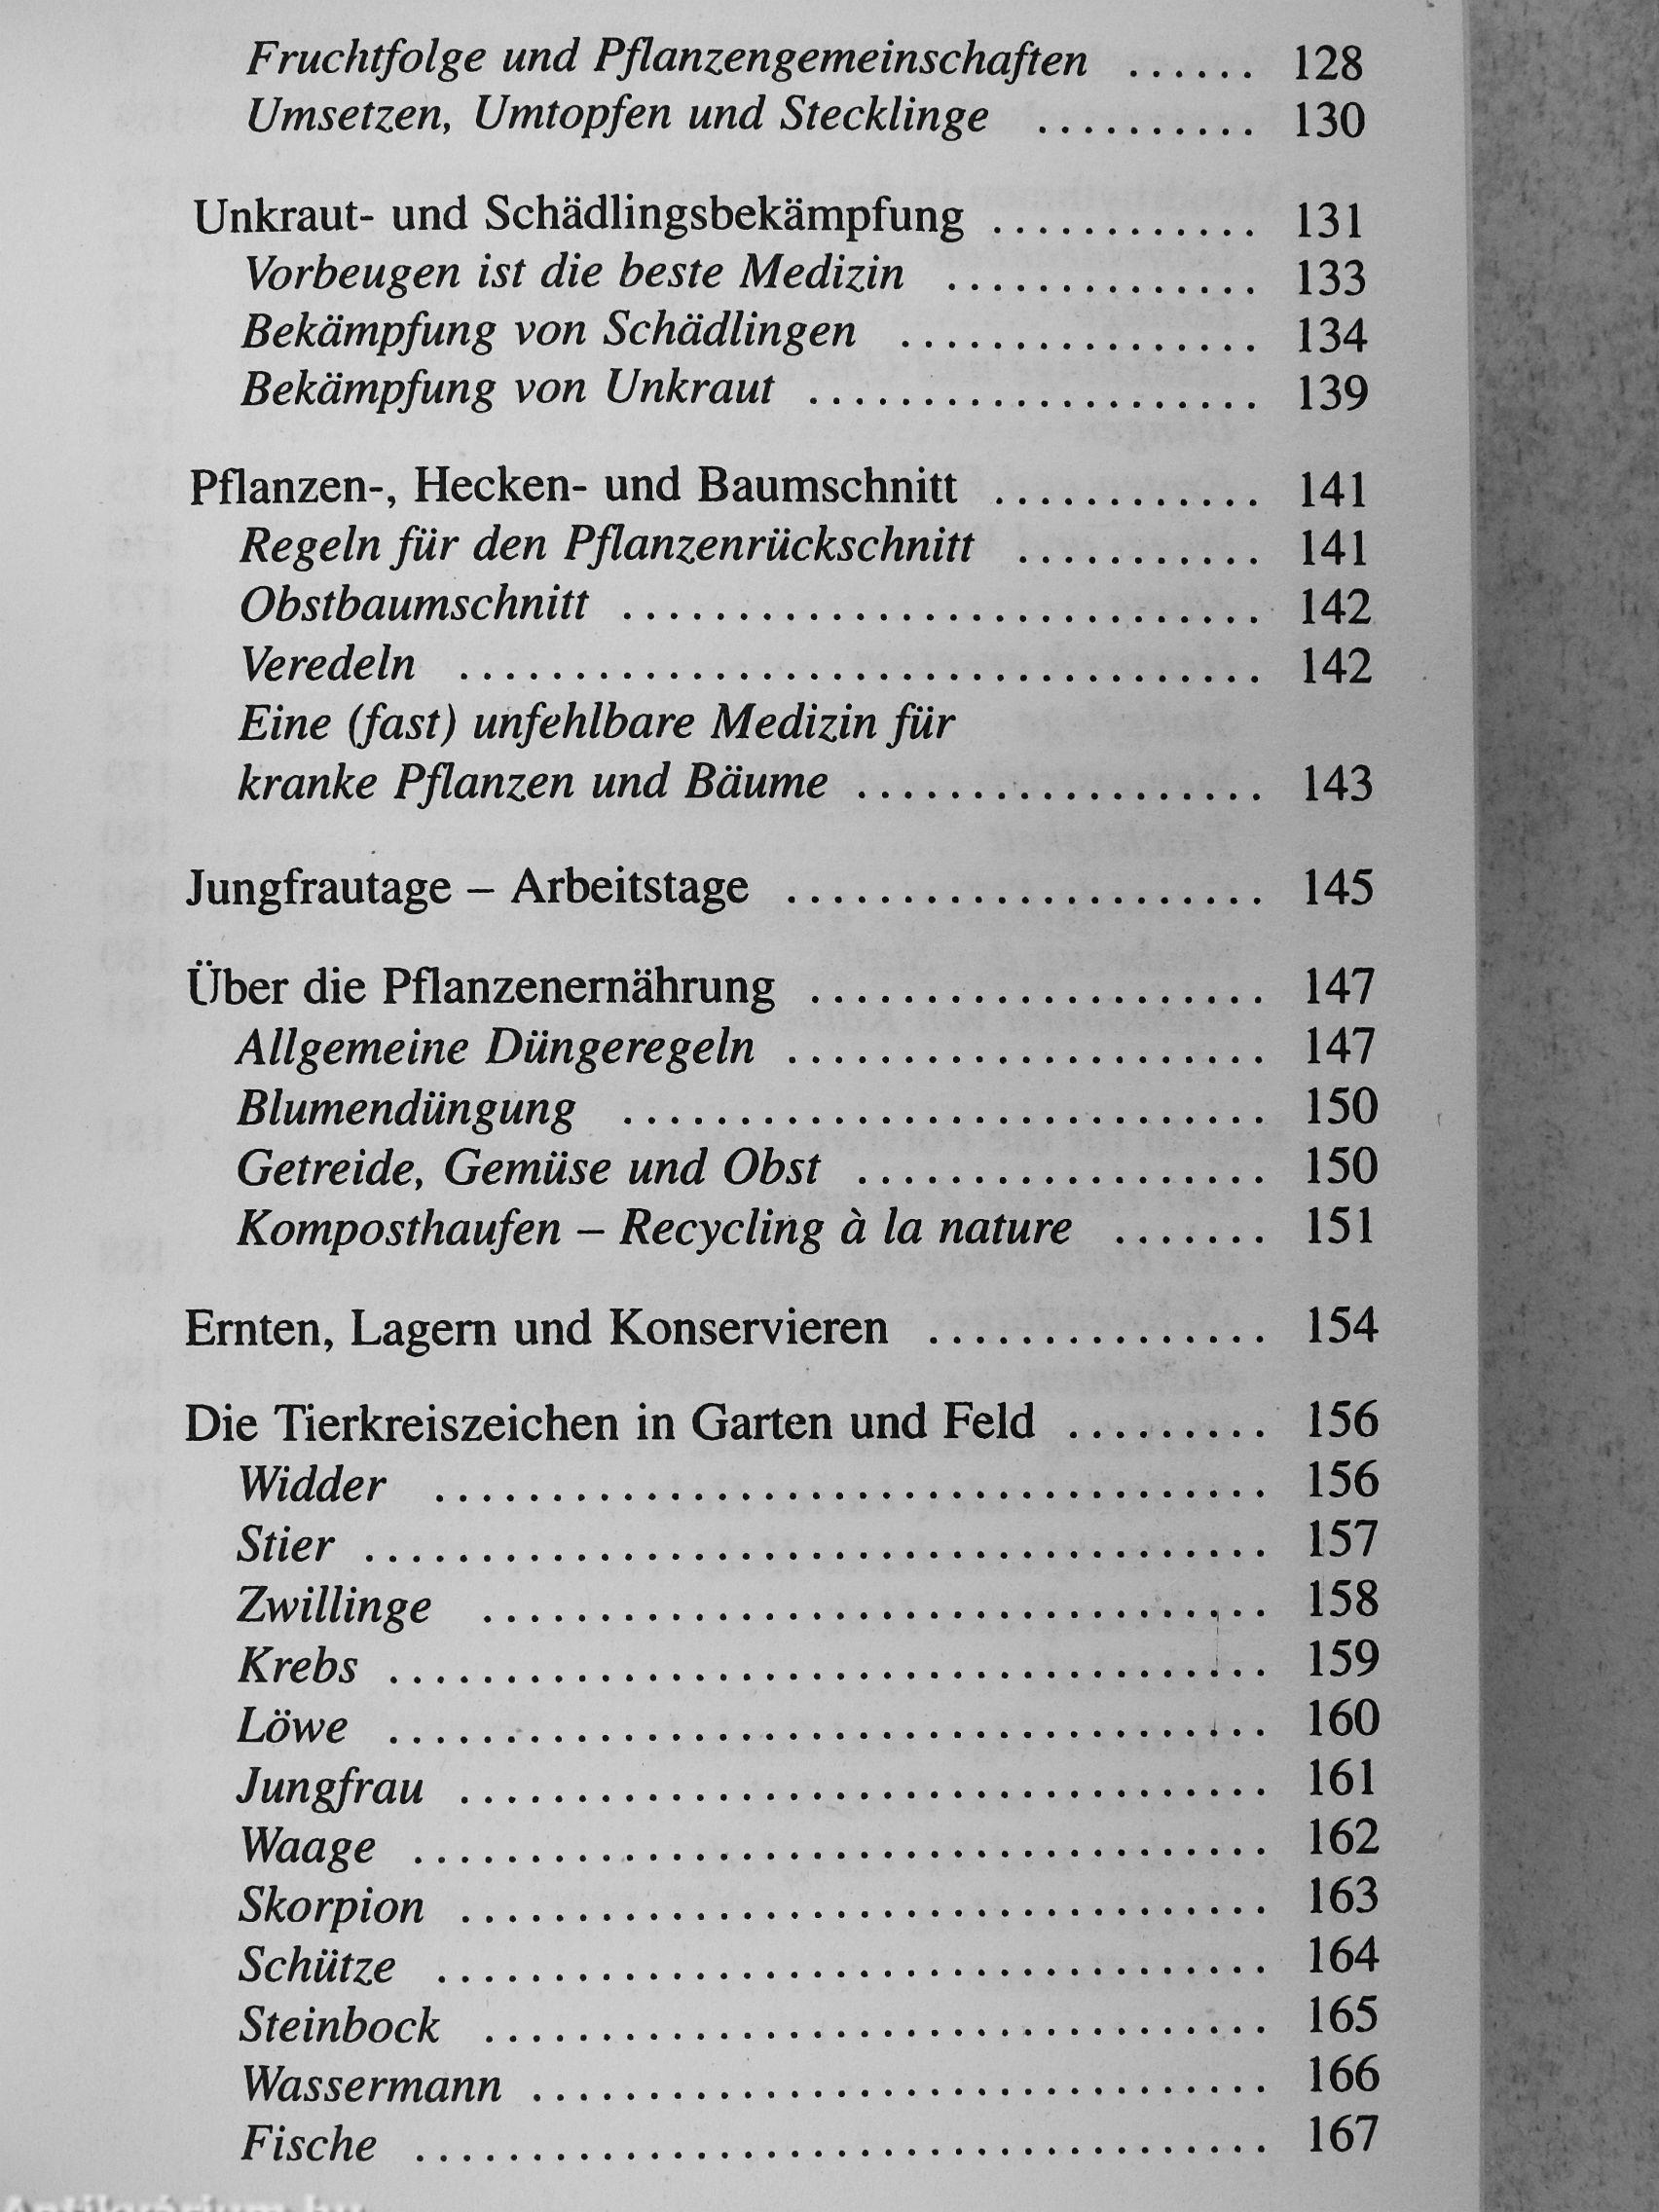 Fruchtfolge und Pflanzengemeinschaften ...... 128
Umsetzen, Umtopfen und Stecklinge .......... 130
Unkraut- und Schädlingsbekämpfung ............ 131
Vorbeugen ist die beste Medizin .............. 133
Bekämpfung von Schädlingen ................ 134
Bekämpfung von Unkraut .................... 139
Pflanzen-, Hecken- und Baumschnitt ............ 141
Regeln für den Pflanzenrückschnitt ........... 141
Obstbaumschnitt ............................ 142
Veredeln ................................... 142
Eine (fast) unfehlbare Medizin für
kranke Pflanzen und Bäume .................. 143
Jungfrautage – Arbeitstage ..................... 145
Über die Pflanzenernährung .................... 147
Allgemeine Düngeregeln ..................... 147
Blumendüngung ............................ 150
Getreide, Gemüse und Obst .................. 150
Komposthaufen – Recycling à la nature ....... 151
Ernten, Lagern und Konservieren ............... 154
Die Tierkreiszeichen in Garten und Feld ......... 156
Widder .................................... 156
Stier ....................................... 157
Zwillinge .................................. 158
Krebs ...................................... 159
Löwe ...................................... 160
Jungfrau ................................... 161
Waage ..................................... 162
Skorpion ................................... 163
Schütze .................................... 164
Steinbock .................................. 165
Wassermann ................................ 166
Fische ..................................... 167